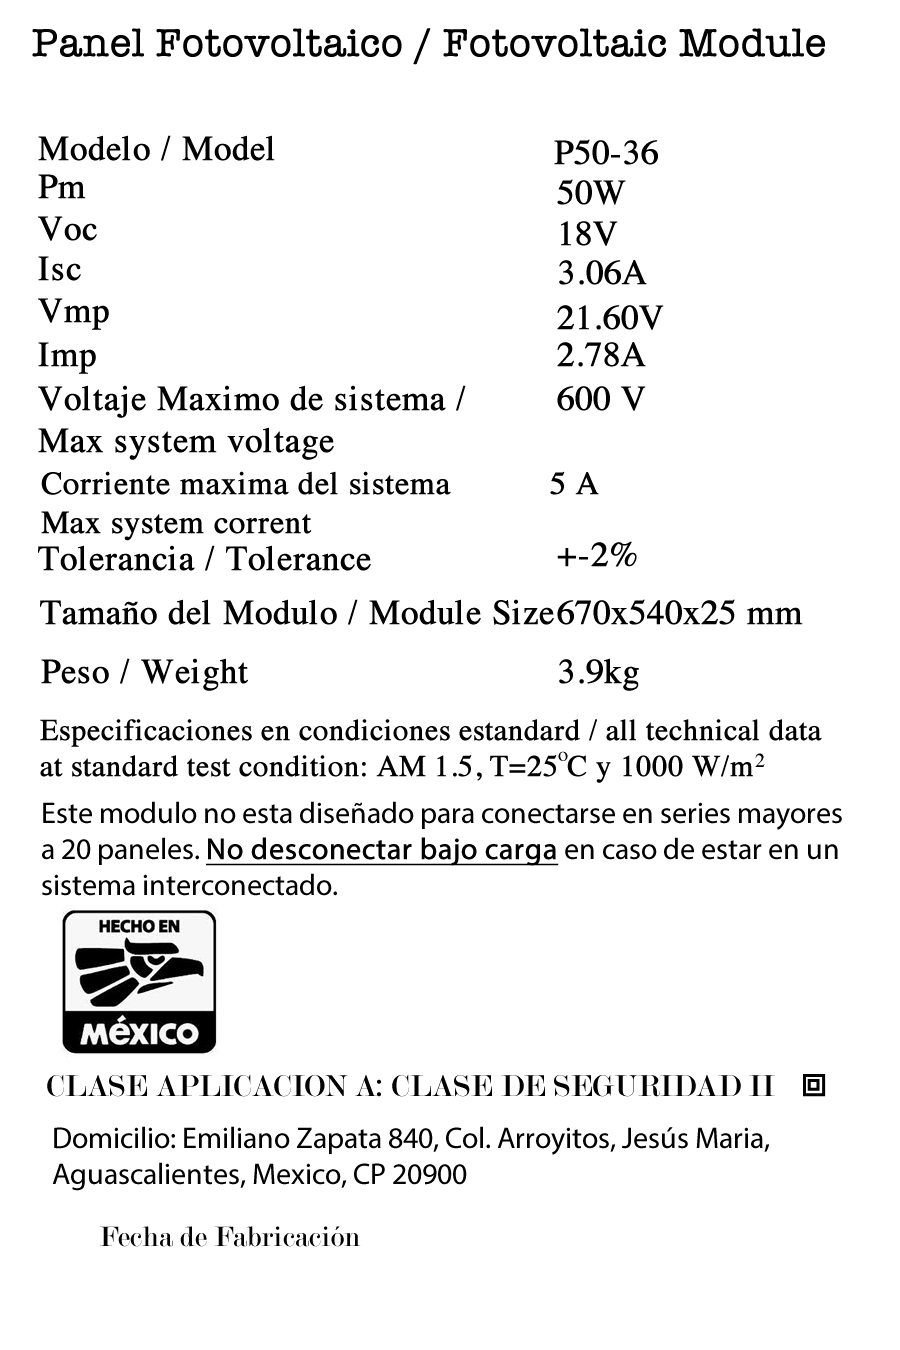 Panel Fotovoltaico / Fotovoltaic Module
Modelo / Model P50-36
Pm 50W
Voc 18V
Isc 3.06A
Vmp 21.60V
Imp 2.78A
Voltaje Maximo de sistema / 600 V
Max system voltage
Corriente maxima del sistema 5 A
Max system corrent
Tolerancia / Tolerance +-2%
Tamaño del Modulo / Module Size 670x540x25 mm
Peso / Weight 3.9kg
Especificaciones en condiciones estandard / all technical data
at standard test condition: AM 1.5, T=25°C y 1000 W/m²
Este modulo no esta diseñado para conectarse en series mayores
a 20 paneles. No desconectar bajo carga en caso de estar en un
sistema interconectado.
HECHO EN
MéXICO
CLASE APLICACION A: CLASE DE SEGURIDAD II
Domicilio: Emiliano Zapata 840, Col. Arroyitos, Jesús Maria,
Aguascalientes, Mexico, CP 20900
Fecha de Fabricación